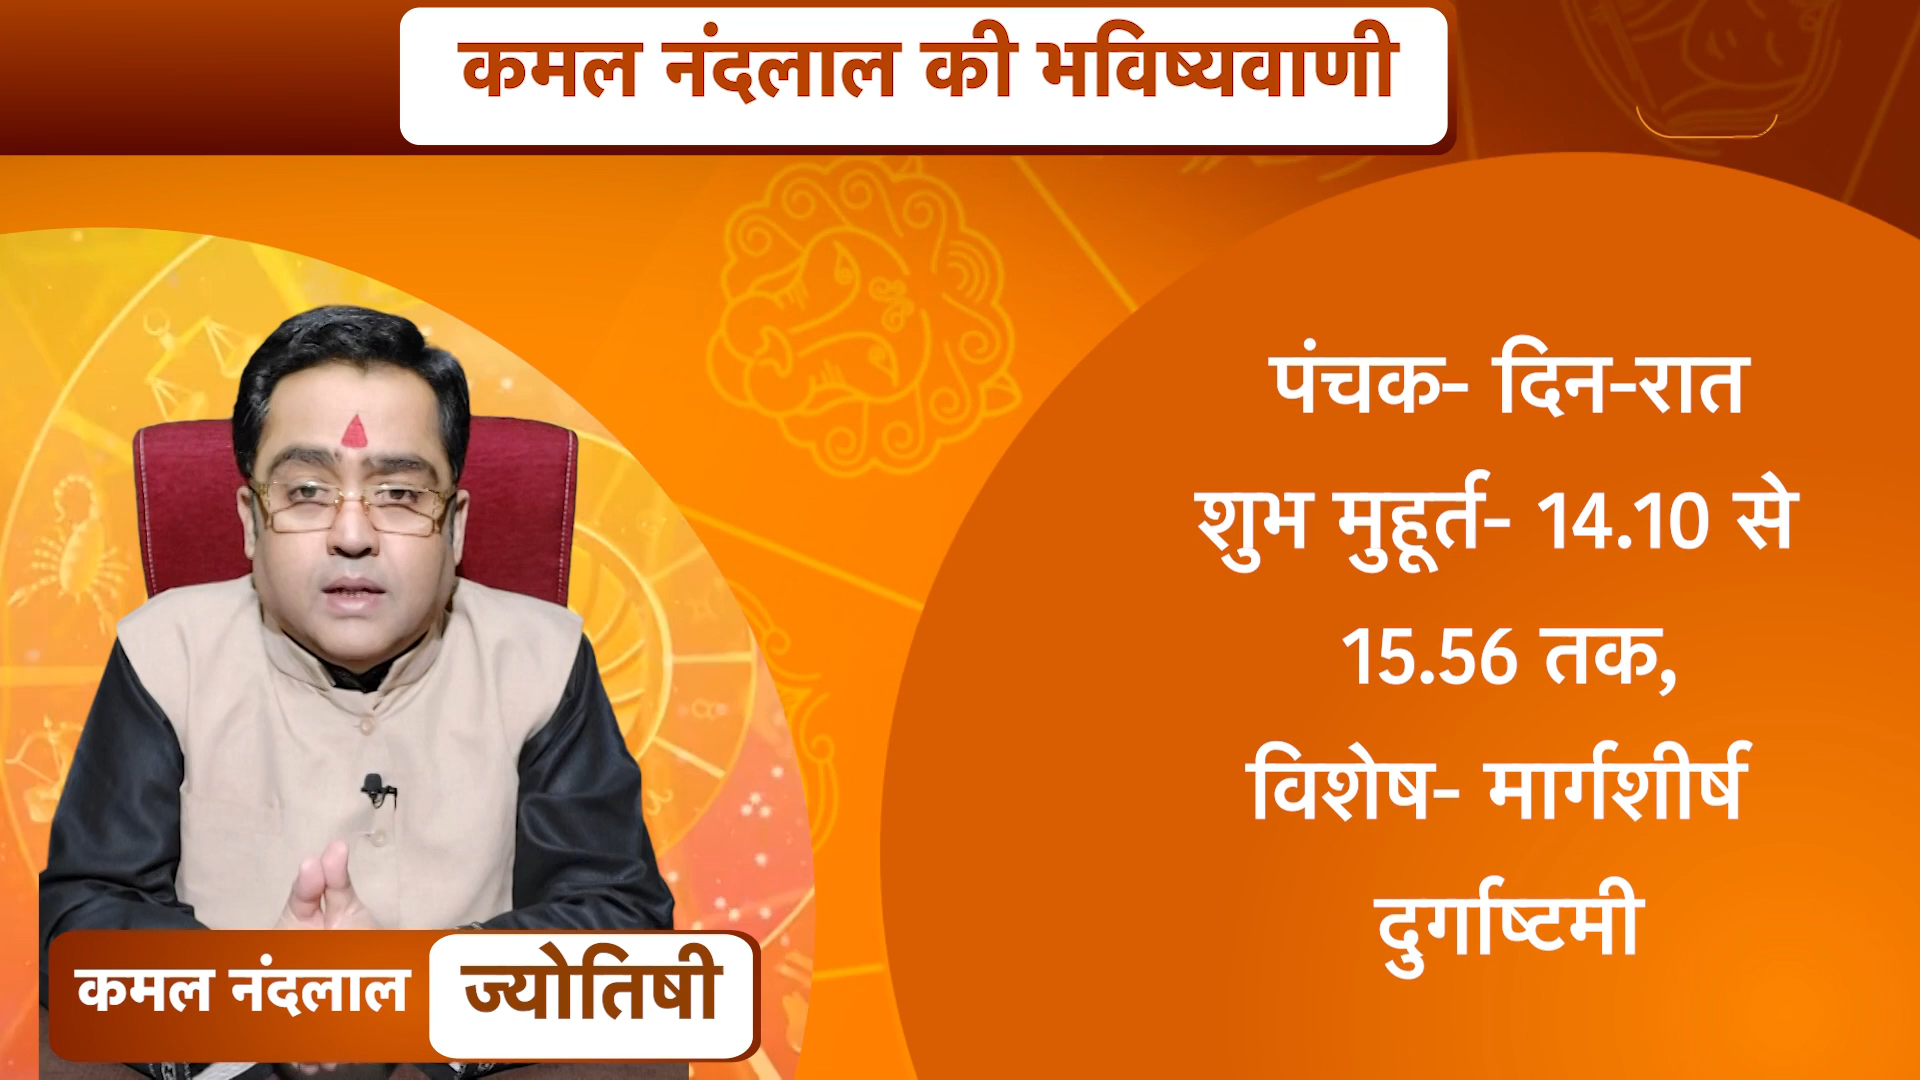 कमल नंदलाल की भविष्यवाणी
पंचक- दिन-रात
शुभ मुहूर्त- 14.10 से
15.56 तक,
विशेष- मार्गशीर्ष
दुर्गाष्टमी
कमल नंदलाल
ज्योतिषी